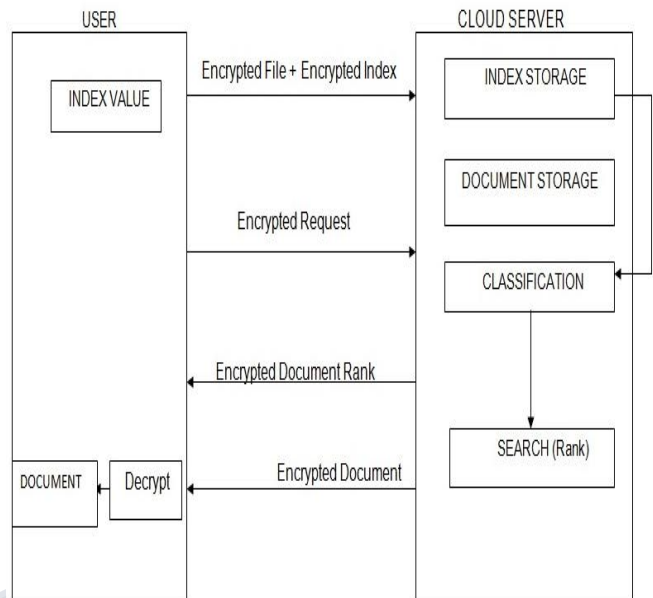 USER
CLOUD SERVER
Encrypted File + Encrypted Index
INDEX VALUE
INDEX STORAGE
DOCUMENT STORAGE
Encrypted Request
CLASSIFICATION
Encrypted Document Rank
SEARCH (Rank)
Encrypted Document
DOCUMENT
Decrypt